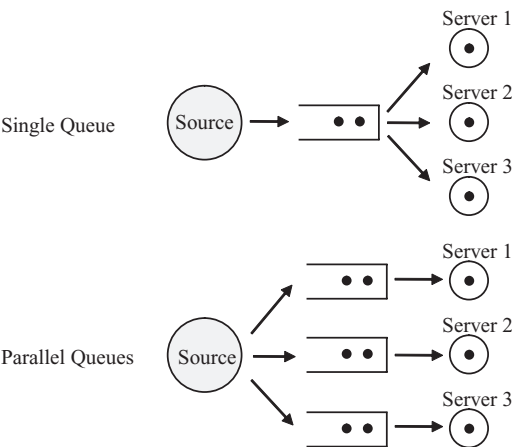 Server 1
Server 2
Single Queue
Source
Server 3
Server 1
Server 2
Parallel Queues
Source
Server 3